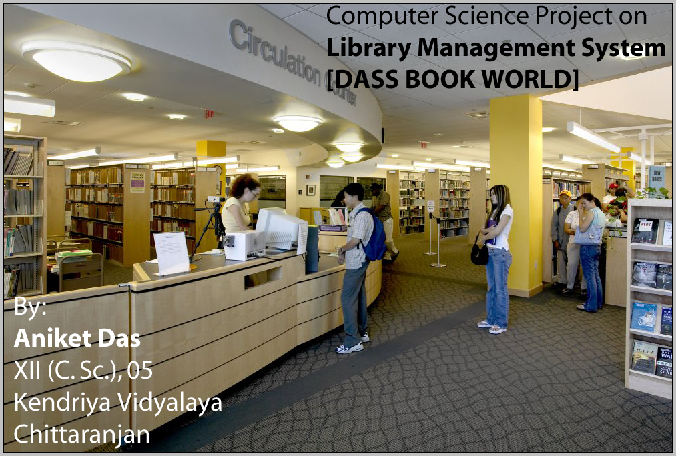 Computer Science Project on
Library Management System
[DASS BOOK WORLD]
Circulation
By:
Aniket Das
XII (C. Sc.), 05
Kendriya Vidyalaya
Chittaranjan